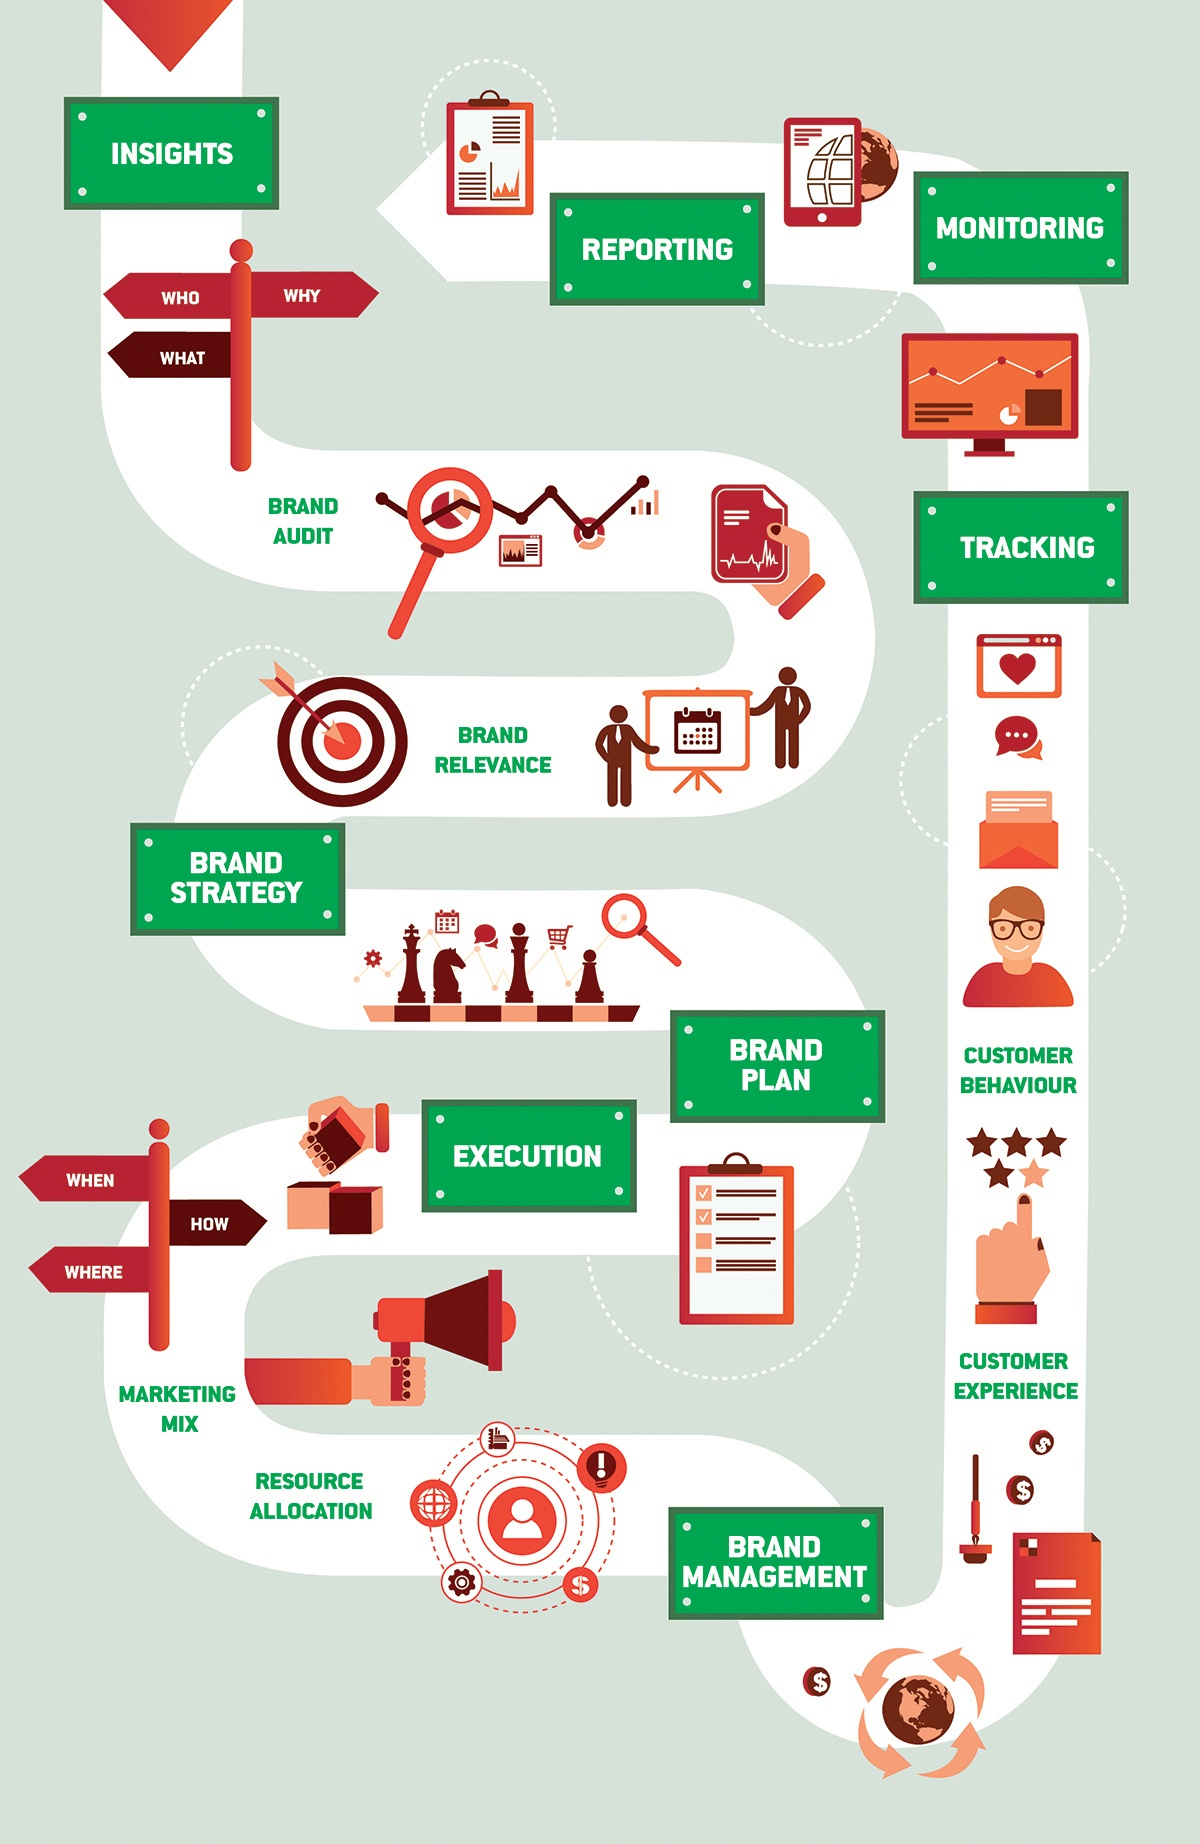 INSIGHTS
WHO
WHY
WHAT
BRAND
AUDIT
BRAND
RELEVANCE
BRAND
STRATEGY
BRAND
PLAN
EXECUTION
WHEN
HOW
WHERE
MARKETING
MIX
RESOURCE
ALLOCATION
$
BRAND
MANAGEMENT
$
$
$
CUSTOMER
EXPERIENCE
CUSTOMER
BEHAVIOUR
TRACKING
MONITORING
REPORTING